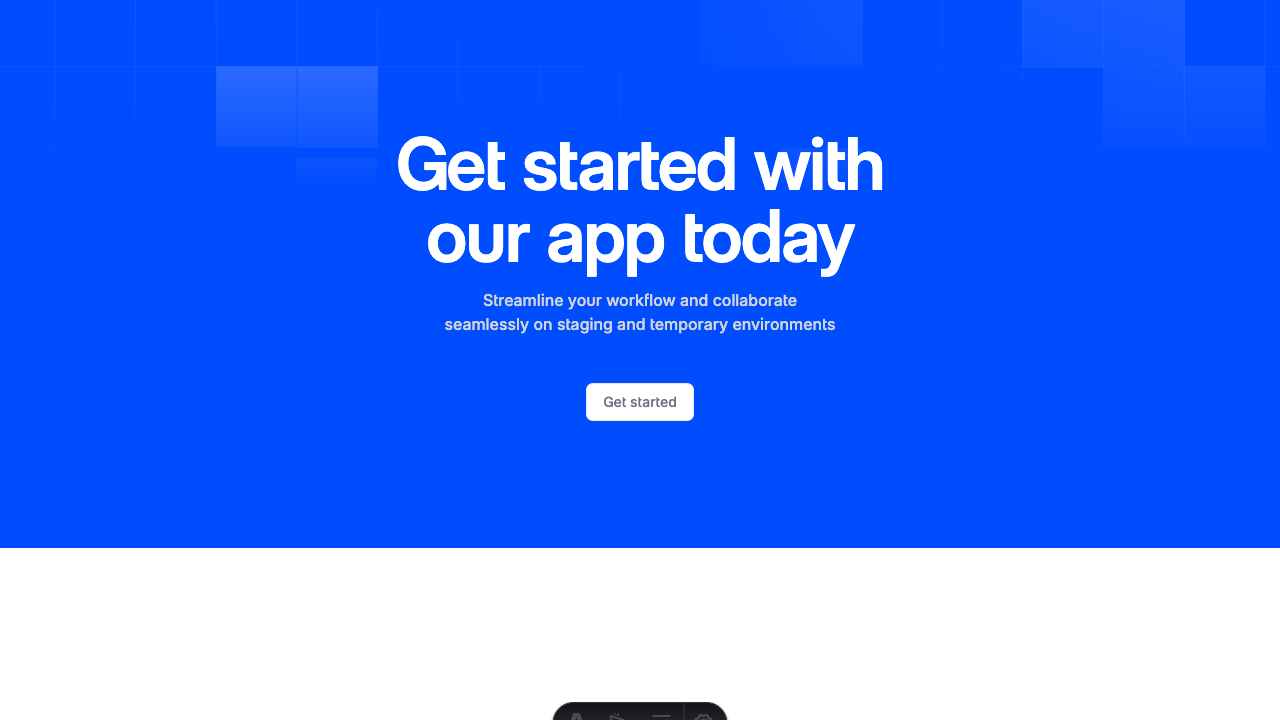 Get started with
our app today
Streamline your workflow and collaborate
seamlessly on staging and temporary environments
Get started